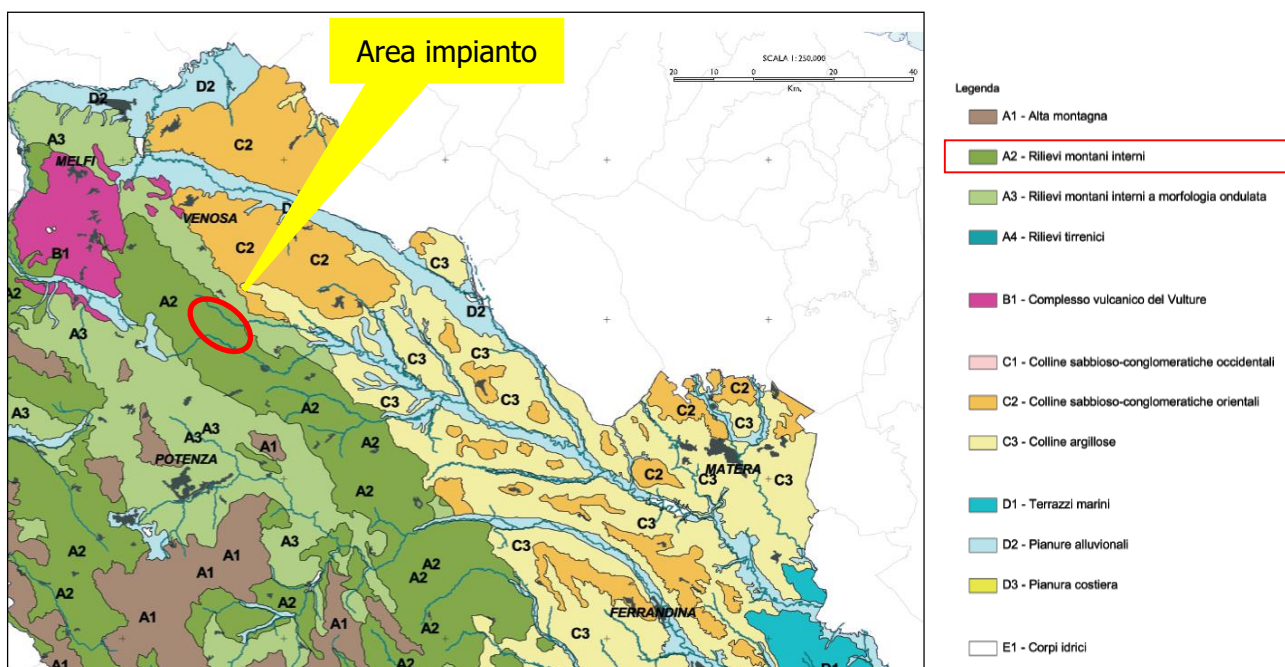 Area impianto
SCALA 1:250.000
20 10 0 20 40
Km.
D2
D2
A3
MELFI
C2
VENOSA
D
C2
C2
B1
C3
A2
A2
D2
A3
C3
C3
C3
C3
A2
C2
C2
C3
A3
A3
A3
A1
POTENZA
A2
C2
MATERA
C3
A2
C3
A2
A1
A1
A3
C3
A2
A2
A2
A2
A2
A1
A1
A2
FERRANDINA
C3
A1
D1
Legenda
A1 - Alta montagna
A2 - Rilievi montani interni
A3 - Rilievi montani interni a morfologia ondulata
A4 - Rilievi tirrenici
B1 - Complesso vulcanico del Vulture
C1 - Colline sabbioso-conglomeratiche occidentali
C2 - Colline sabbioso-conglomeratiche orientali
C3 - Colline argillose
D1 - Terrazzi marini
D2 - Pianure alluvionali
D3 - Pianura costiera
E1 - Corpi idrici